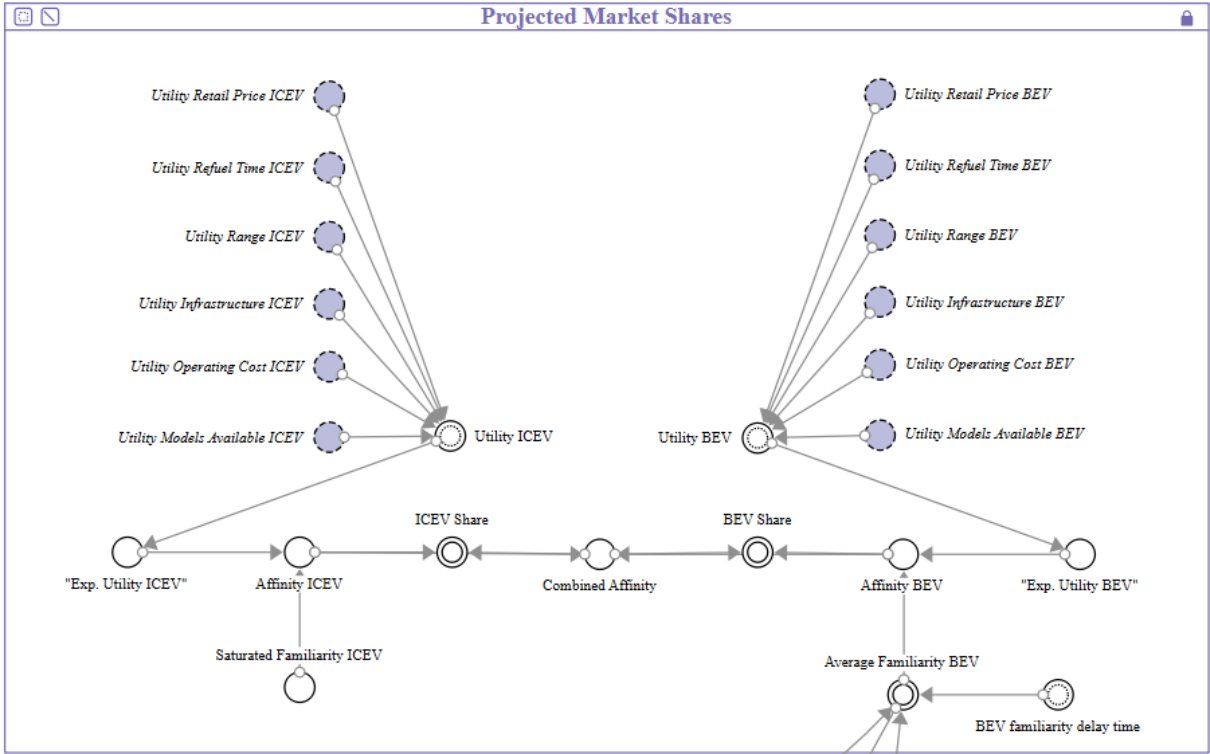 Projected Market Shares
Utility Retail Price ICEV
Utility Retail Price BEV
Utility Refuel Time ICEV
Utility Refuel Time BEV
Utility Range ICEV
Utility Range BEV
Utility Infrastructure ICEV
Utility Infrastructure BEV
Utility Operating Cost ICEV
Utility Operating Cost BEV
Utility Models Available ICEV
Utility ICEV
Utility BEV
Utility Models Available BEV
ICEV Share
BEV Share
"Exp. Utility ICEV"
Affinity ICEV
Combined Affinity
Affinity BEV
"Exp. Utility BEV"
Saturated Familiarity ICEV
Average Familiarity BEV
BEV familiarity delay time